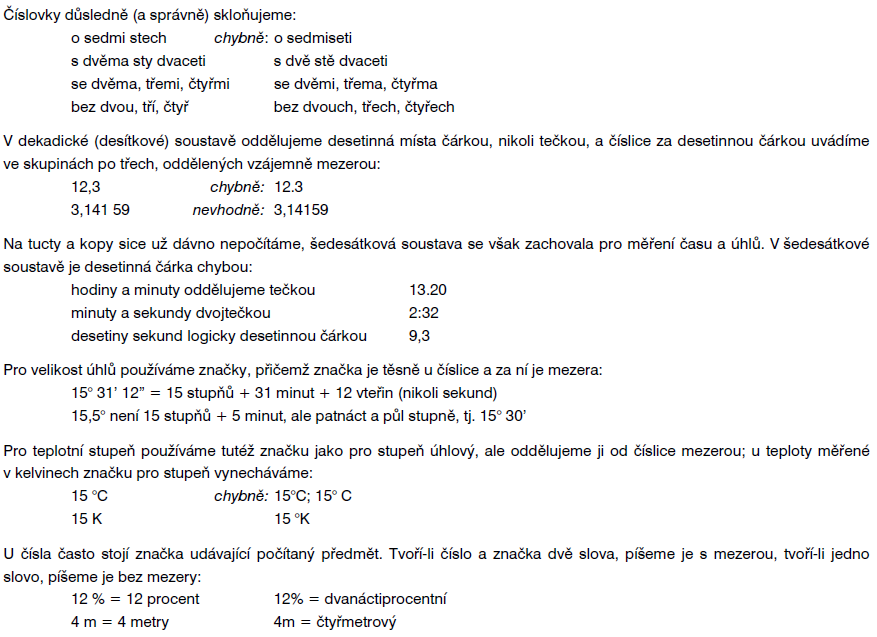 Číslovky důsledně (a správně) skloňujeme:
o sedmi stech chybně: o sedmiseti
s dvěma sty dvaceti s dvě stě dvaceti
se dvěma, třemi, čtyřmi se dvěmi, třema, čtyřma
bez dvou, tří, čtyř bez dvouch, třech, čtyřech
V dekadické (desítkové) soustavě oddělujeme desetinná místa čárkou, nikoli tečkou, a číslice za desetinnou čárkou uvádíme
ve skupinách po třech, oddělených vzájemně mezerou:
12,3 chybně: 12.3
3,141 59 nevhodně: 3,14159
Na tucty a kopy sice už dávno nepočítáme, šedesátková soustava se však zachovala pro měření času a úhlů. V šedesátkové
soustavě je desetinná čárka chybou:
hodiny a minuty oddělujeme tečkou 13.20
minuty a sekundy dvojtečkou 2:32
desetiny sekund logicky desetinnou čárkou 9,3
Pro velikost úhlů používáme značky, přičemž značka je těsně u číslice a za ní je mezera:
15° 31’ 12” = 15 stupňů + 31 minut + 12 vteřin (nikoli sekund)
15,5° není 15 stupňů + 5 minut, ale patnáct a půl stupně, tj. 15° 30’
Pro teplotní stupeň používáme tutéž značku jako pro stupeň úhlový, ale oddělujeme ji od číslice mezerou; u teploty měřené
v kelvinech značku pro stupeň vynecháváme:
15 °C chybně: 15°C; 15° C
15 K 15 °K
U čísla často stojí značka udávající počítaný předmět. Tvoří-li číslo a značka dvě slova, píšeme je s mezerou, tvoří-li jedno
slovo, píšeme je bez mezery:
12 % = 12 procent 12% = dvanáctiprocentní
4 m = 4 metry 4m = čtyřmetrový